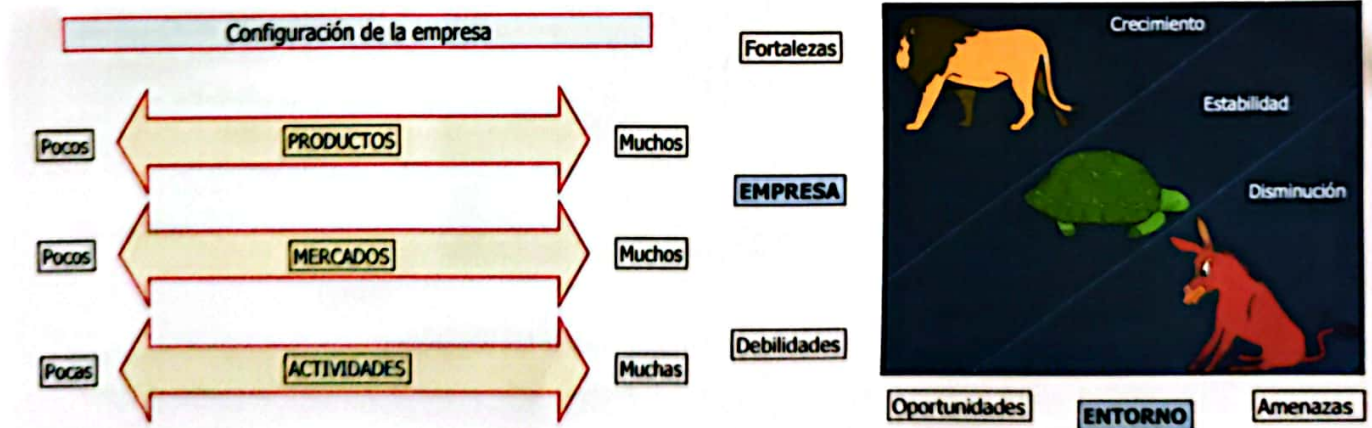 Configuración de la empresa
Pocos
PRODUCTOS
Muchos
Pocos
MERCADOS
Muchos
Pocas
ACTIVIDADES
Muchas
Fortalezas
EMPRESA
Debilidades
Crecimiento
Estabilidad
Disminución
Oportunidades
ENTORNO
Amenazas